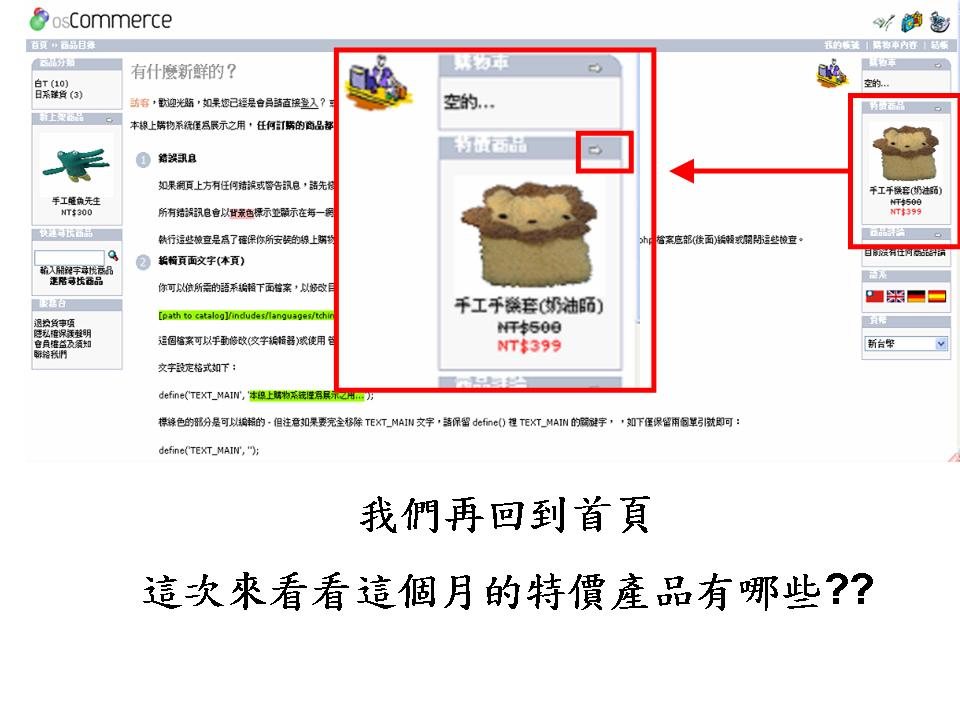 osCommerce
首頁 » 商品目錄
我的帳號 | 購物車內容 | 結帳
商品分類
白T (10)
日系雜貨 (3)
新上架商品
手工鱷魚先生
NT$300
快速尋找商品
輸入關鍵字尋找商品
進階尋找商品
服務台
退換貨事項
隱私權保護聲明
會員權益及須知
聯絡我們
有什麼新鮮的？
訪客，歡迎光臨，如果您已經是會員請直接登入？
本線上購物系統僅爲展示之用，任何訂購的商品都
1 錯誤訊息
如果網頁上方有任何錯誤或警告訊息，請先修
所有錯誤訊息會以背景色標示並顯示在每一網
執行這些檢查是爲了確保你所安裝的線上購物
php 檔案底部(後面)編輯或關閉這些檢查。
2 編輯頁面文字(本頁)
你可以依所需的語系編輯下面檔案，以修改目
[path to catalog]/includes/languages/tchin
這個檔案可以手動修改(文字編輯器)或使用
文字設定格式如下：
define('TEXT_MAIN', '本線上購物系統僅爲展示之用...');
標綠色的部分是可以編輯的 - 但注意如果要完全移除 TEXT_MAIN 文字，請保留 define() 裡 TEXT_MAIN 的關鍵字，，如下僅保留兩個單引號即可：
define('TEXT_MAIN', '');
購物車
空的...
特價商品
手工手機套(奶油師)
NT$500
NT$399
商品評論
購物車
空的...
特價商品
手工手機套(奶油師)
NT$500
NT$399
商品評論
目前沒有任何商品評論
語系
貨幣
新台幣
我們再回到首頁
這次來看看這個月的特價產品有哪些??